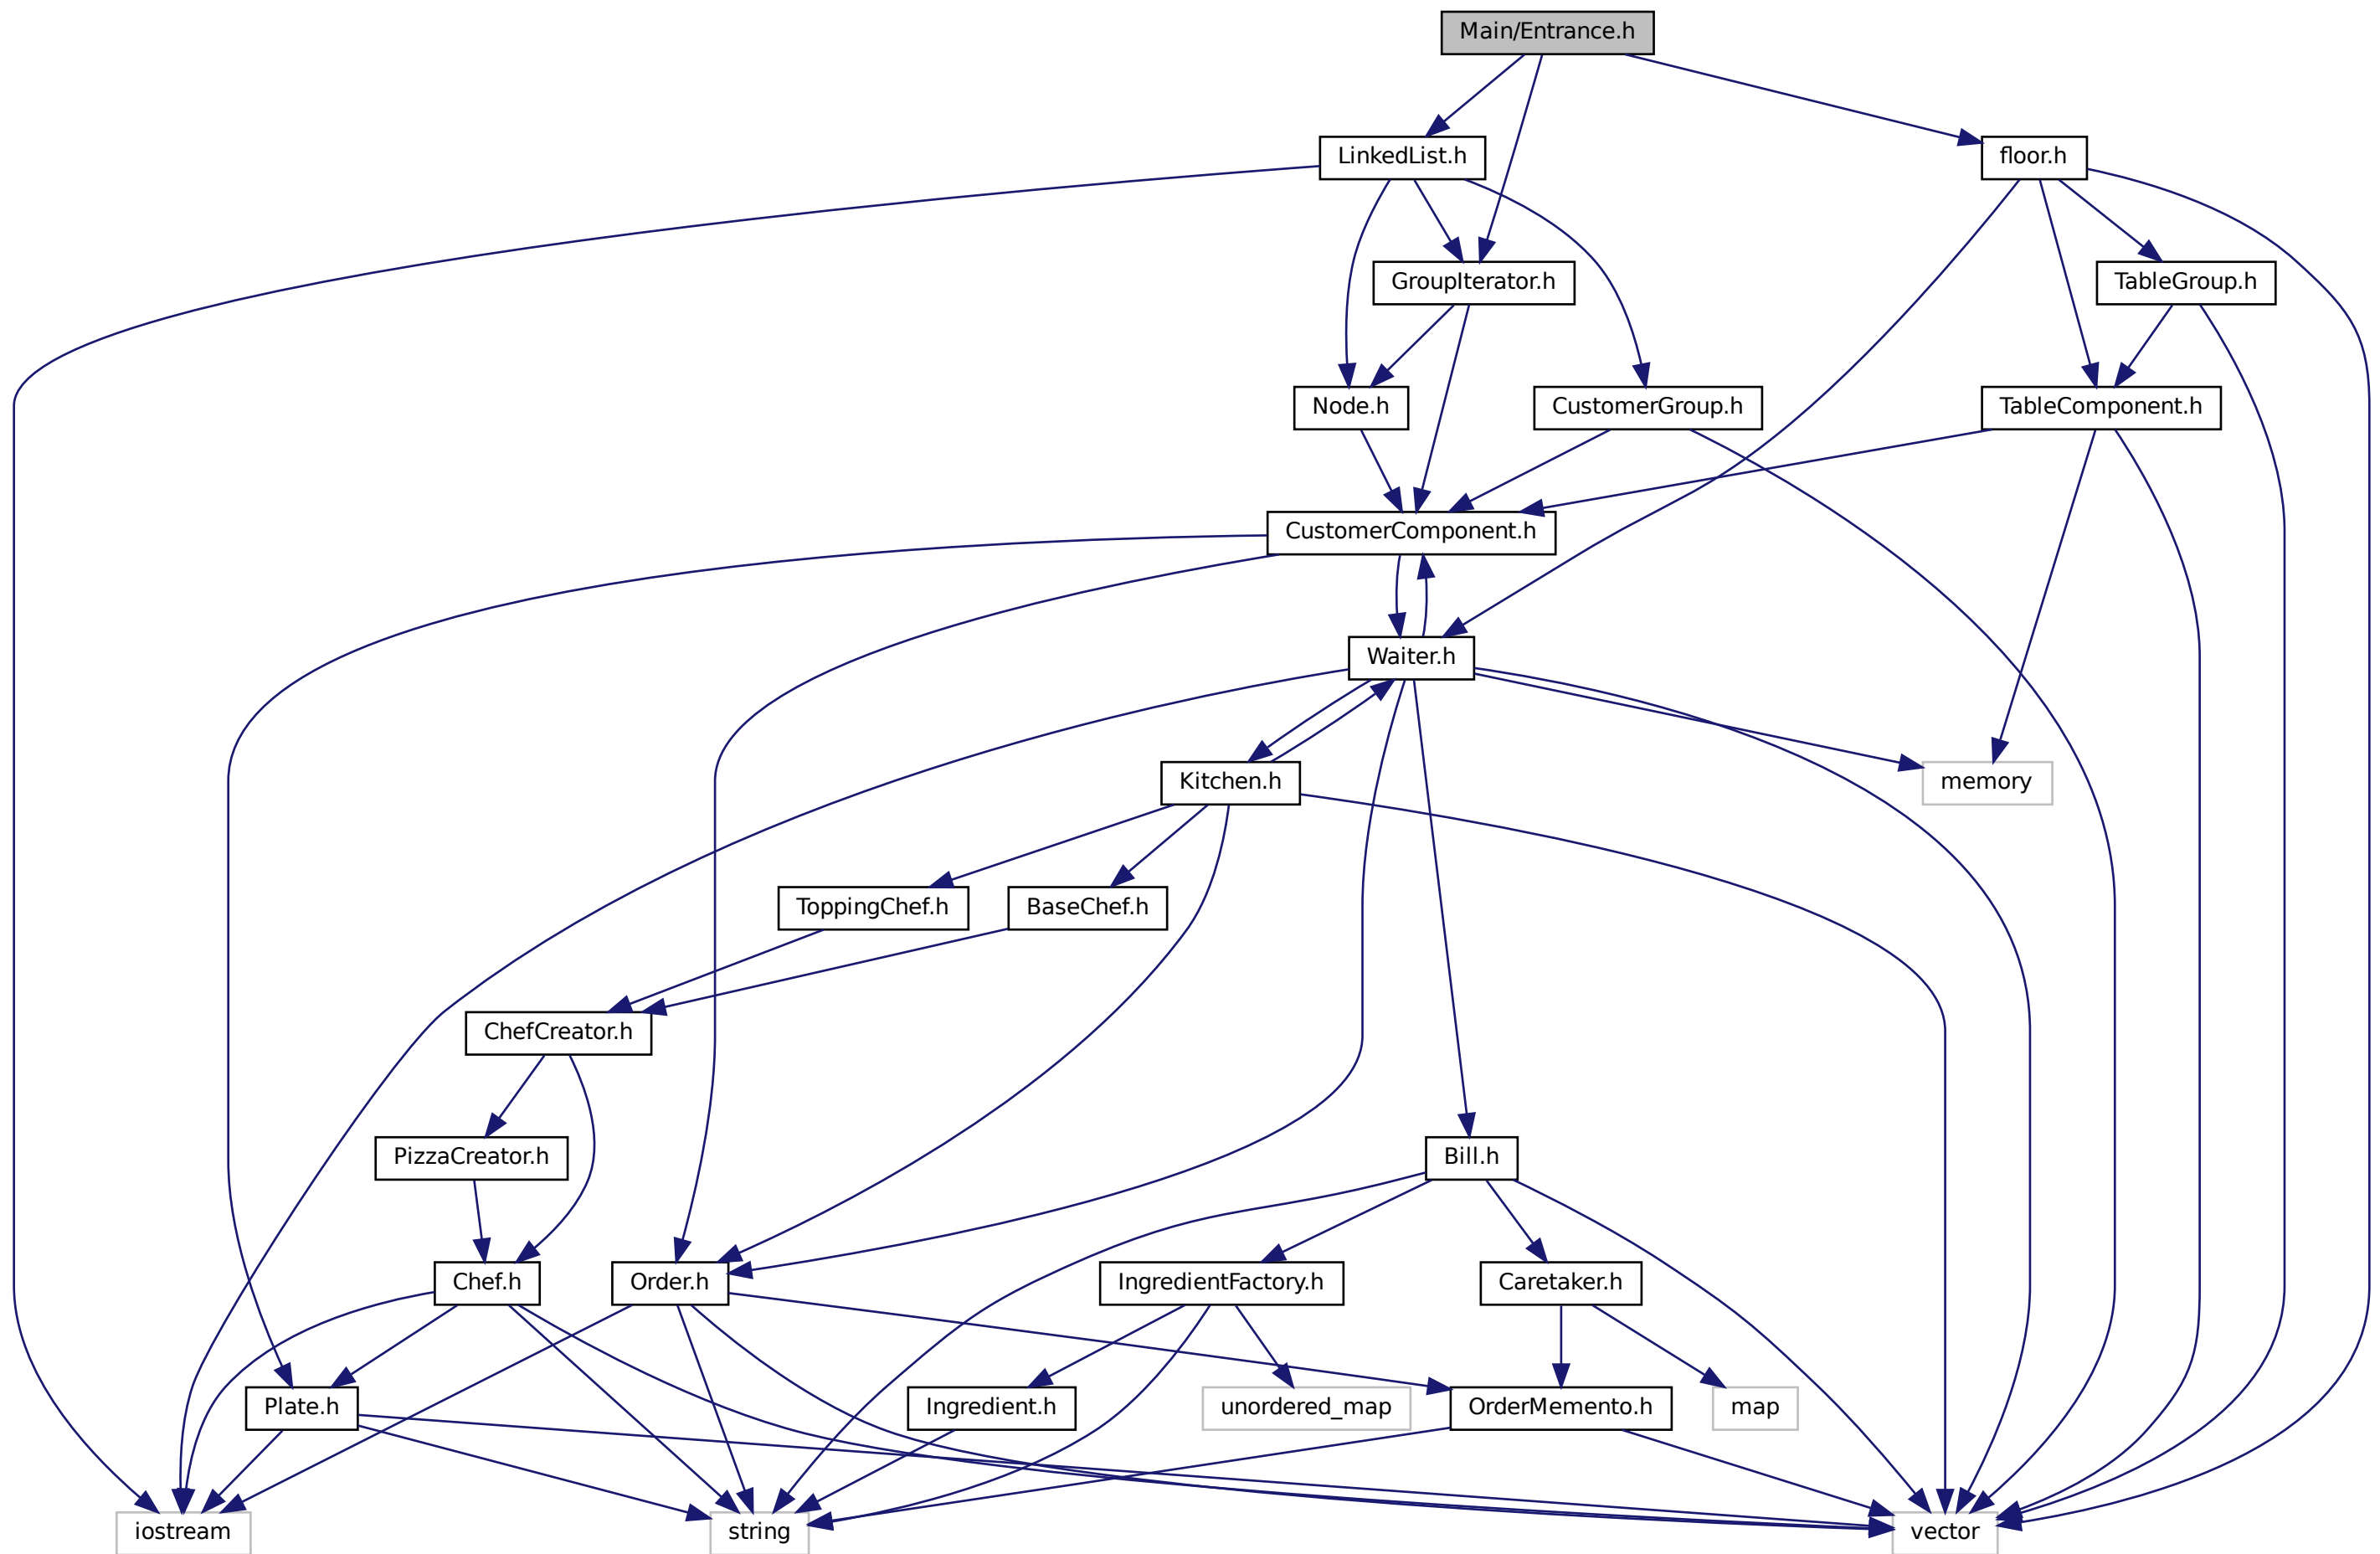 Main/Entrance.h
LinkedList.h
floor.h
GroupIterator.h
TableGroup.h
Node.h
CustomerGroup.h
TableComponent.h
CustomerComponent.h
Waiter.h
Kitchen.h
memory
ToppingChef.h
BaseChef.h
ChefCreator.h
PizzaCreator.h
Bill.h
Chef.h
Order.h
IngredientFactory.h
Caretaker.h
Plate.h
Ingredient.h
unordered_map
OrderMemento.h
map
iostream
string
vector